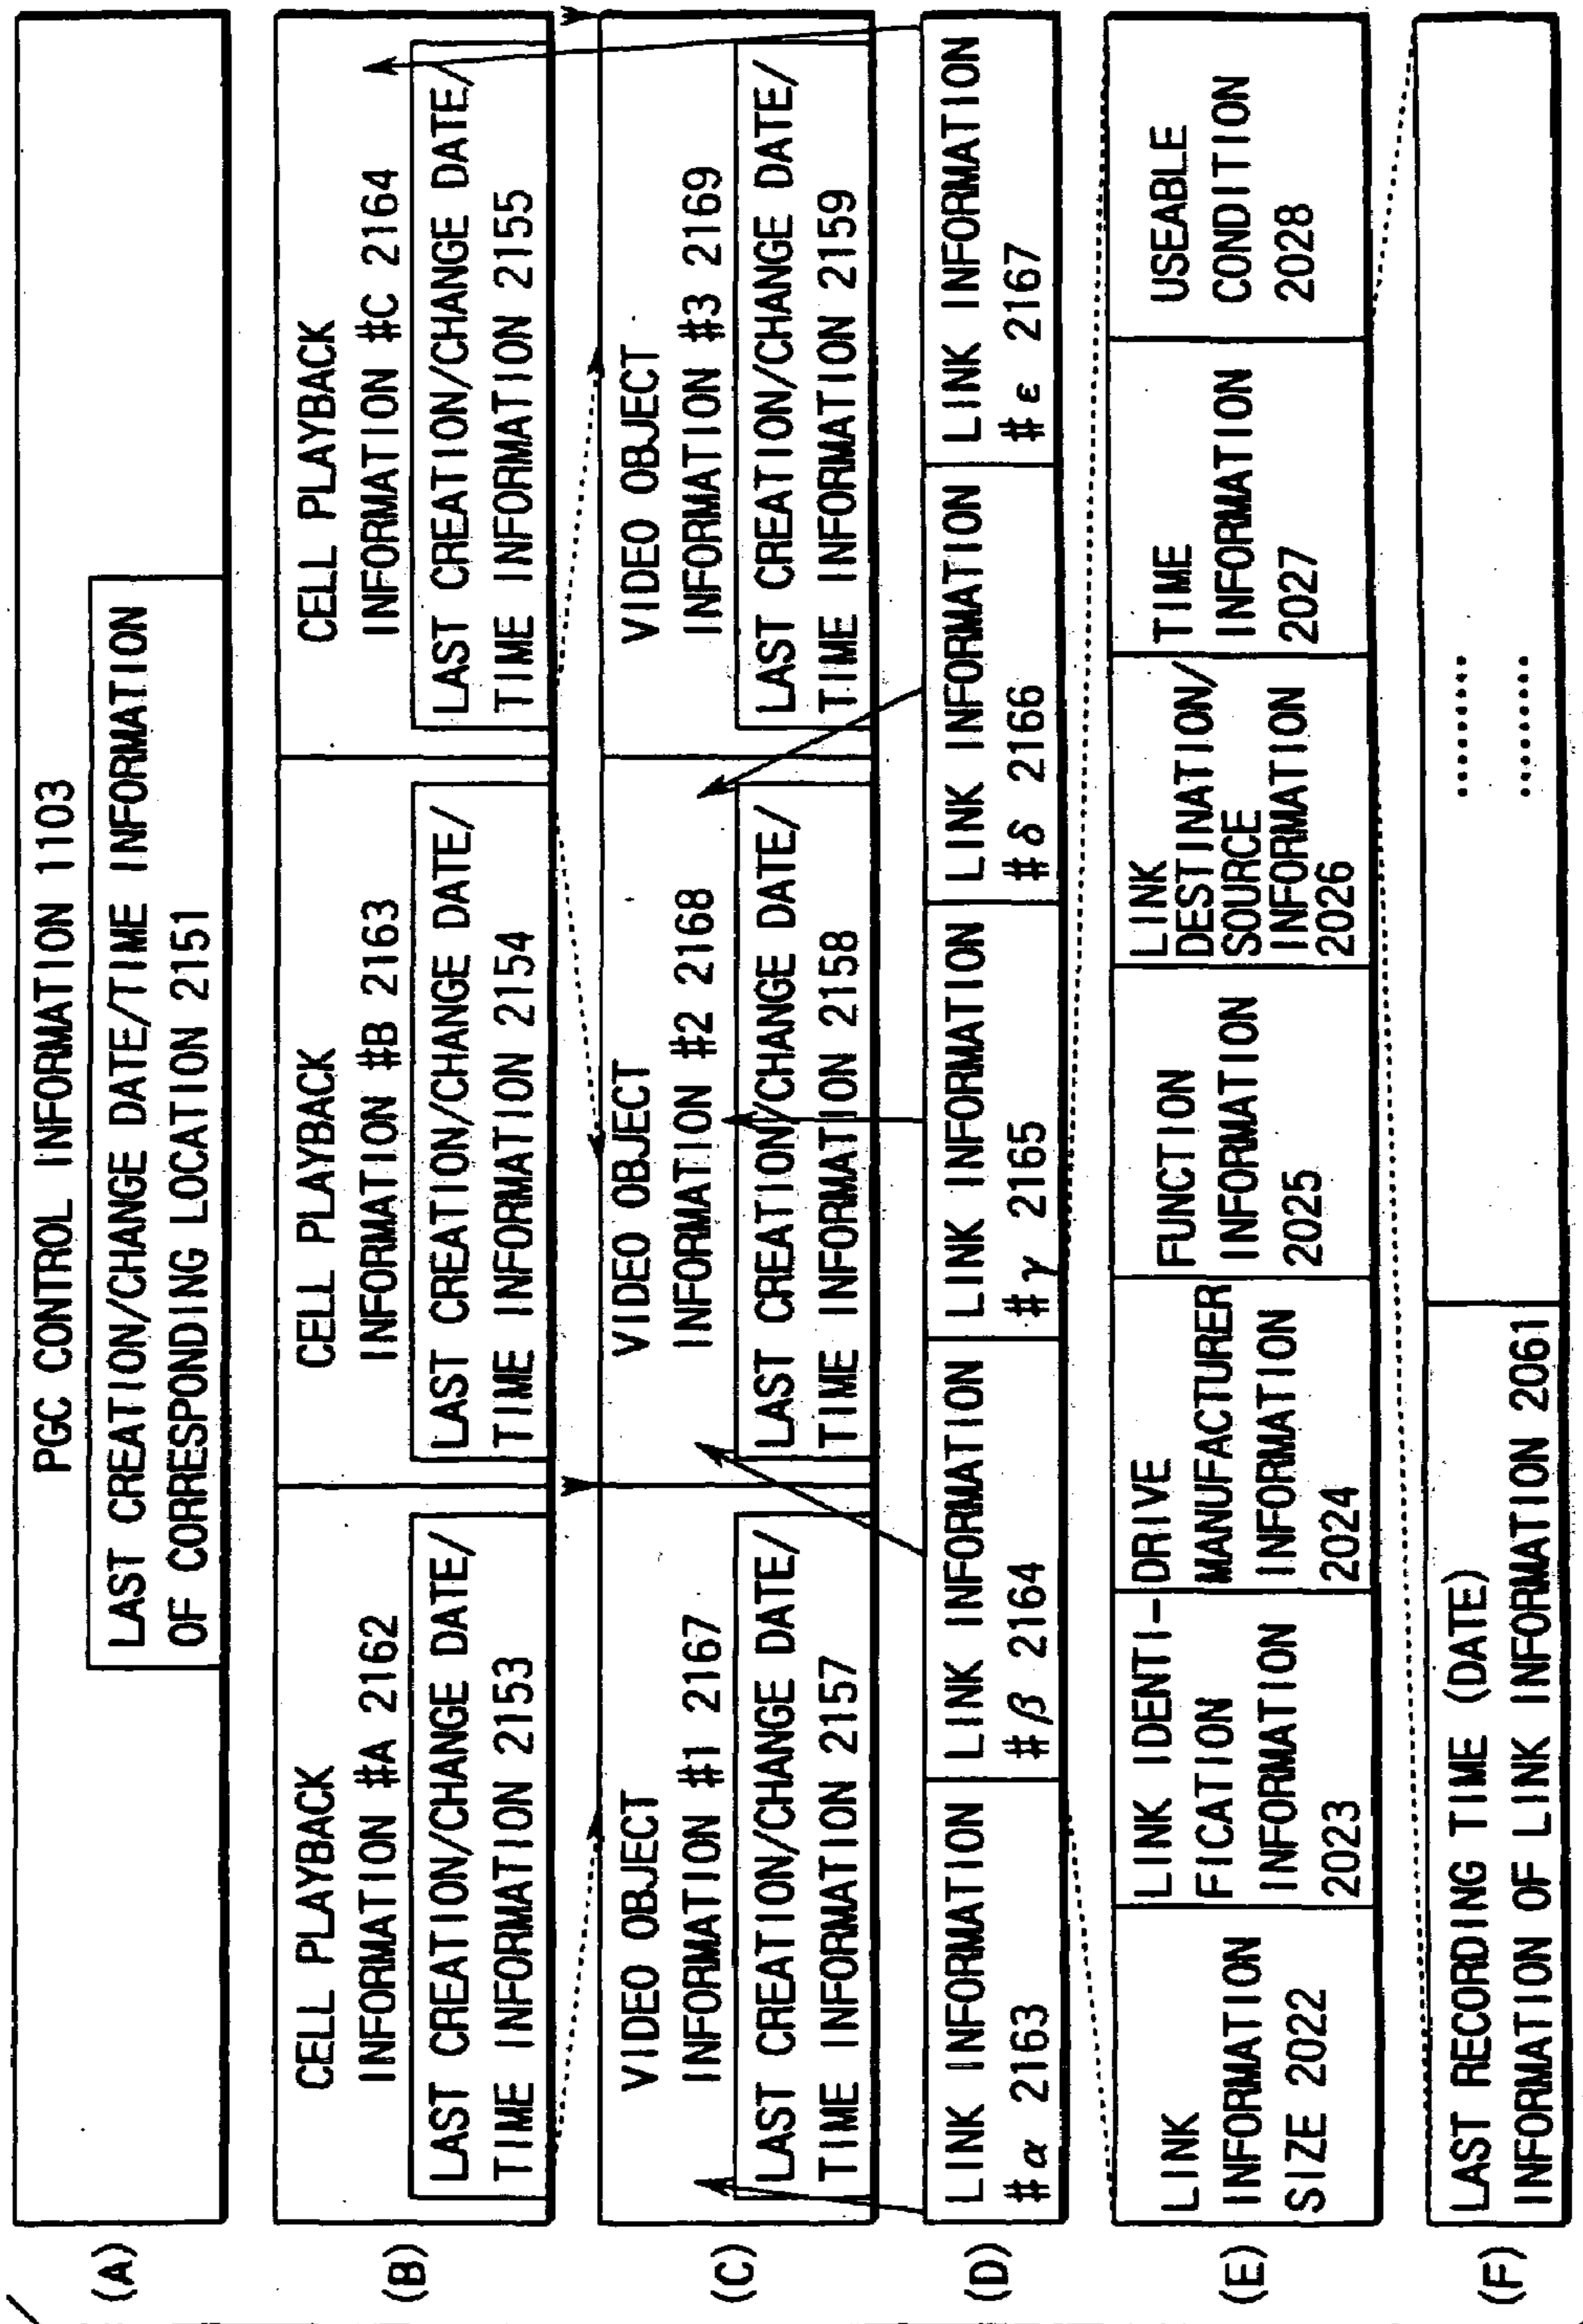 (A)
PGC CONTROL INFORMATION 1103
LAST CREATION/CHANGE DATE/TIME INFORMATION
OF CORRESPONDING LOCATION 2151
(B)
CELL PLAYBACK
INFORMATION #A 2162
LAST CREATION/CHANGE DATE/
TIME INFORMATION 2153
CELL PLAYBACK
INFORMATION #B 2163
LAST CREATION/CHANGE DATE/
TIME INFORMATION 2154
CELL PLAYBACK
INFORMATION #C 2164
LAST CREATION/CHANGE DATE/
TIME INFORMATION 2155
(C)
VIDEO OBJECT
INFORMATION #1 2167
LAST CREATION/CHANGE DATE/
TIME INFORMATION 2157
VIDEO OBJECT
INFORMATION #2 2168
LAST CREATION/CHANGE DATE/
TIME INFORMATION 2158
VIDEO OBJECT
INFORMATION #3 2169
LAST CREATION/CHANGE DATE/
TIME INFORMATION 2159
(D)
LINK INFORMATION
#α 2163
LINK INFORMATION
#β 2164
LINK INFORMATION
#γ 2165
LINK INFORMATION
#δ 2166
LINK INFORMATION
#ε 2167
(E)
LINK
INFORMATION
SIZE 2022
LINK IDENTI-
FICATION
INFORMATION
2023
DRIVE
MANUFACTURER
INFORMATION
2024
FUNCTION
INFORMATION
2025
LINK
DESTINATION/
SOURCE
INFORMATION
2026
TIME
INFORMATION
2027
USEABLE
CONDITION
2028
(F)
LAST RECORDING TIME (DATE)
INFORMATION OF LINK INFORMATION 2061
........
........